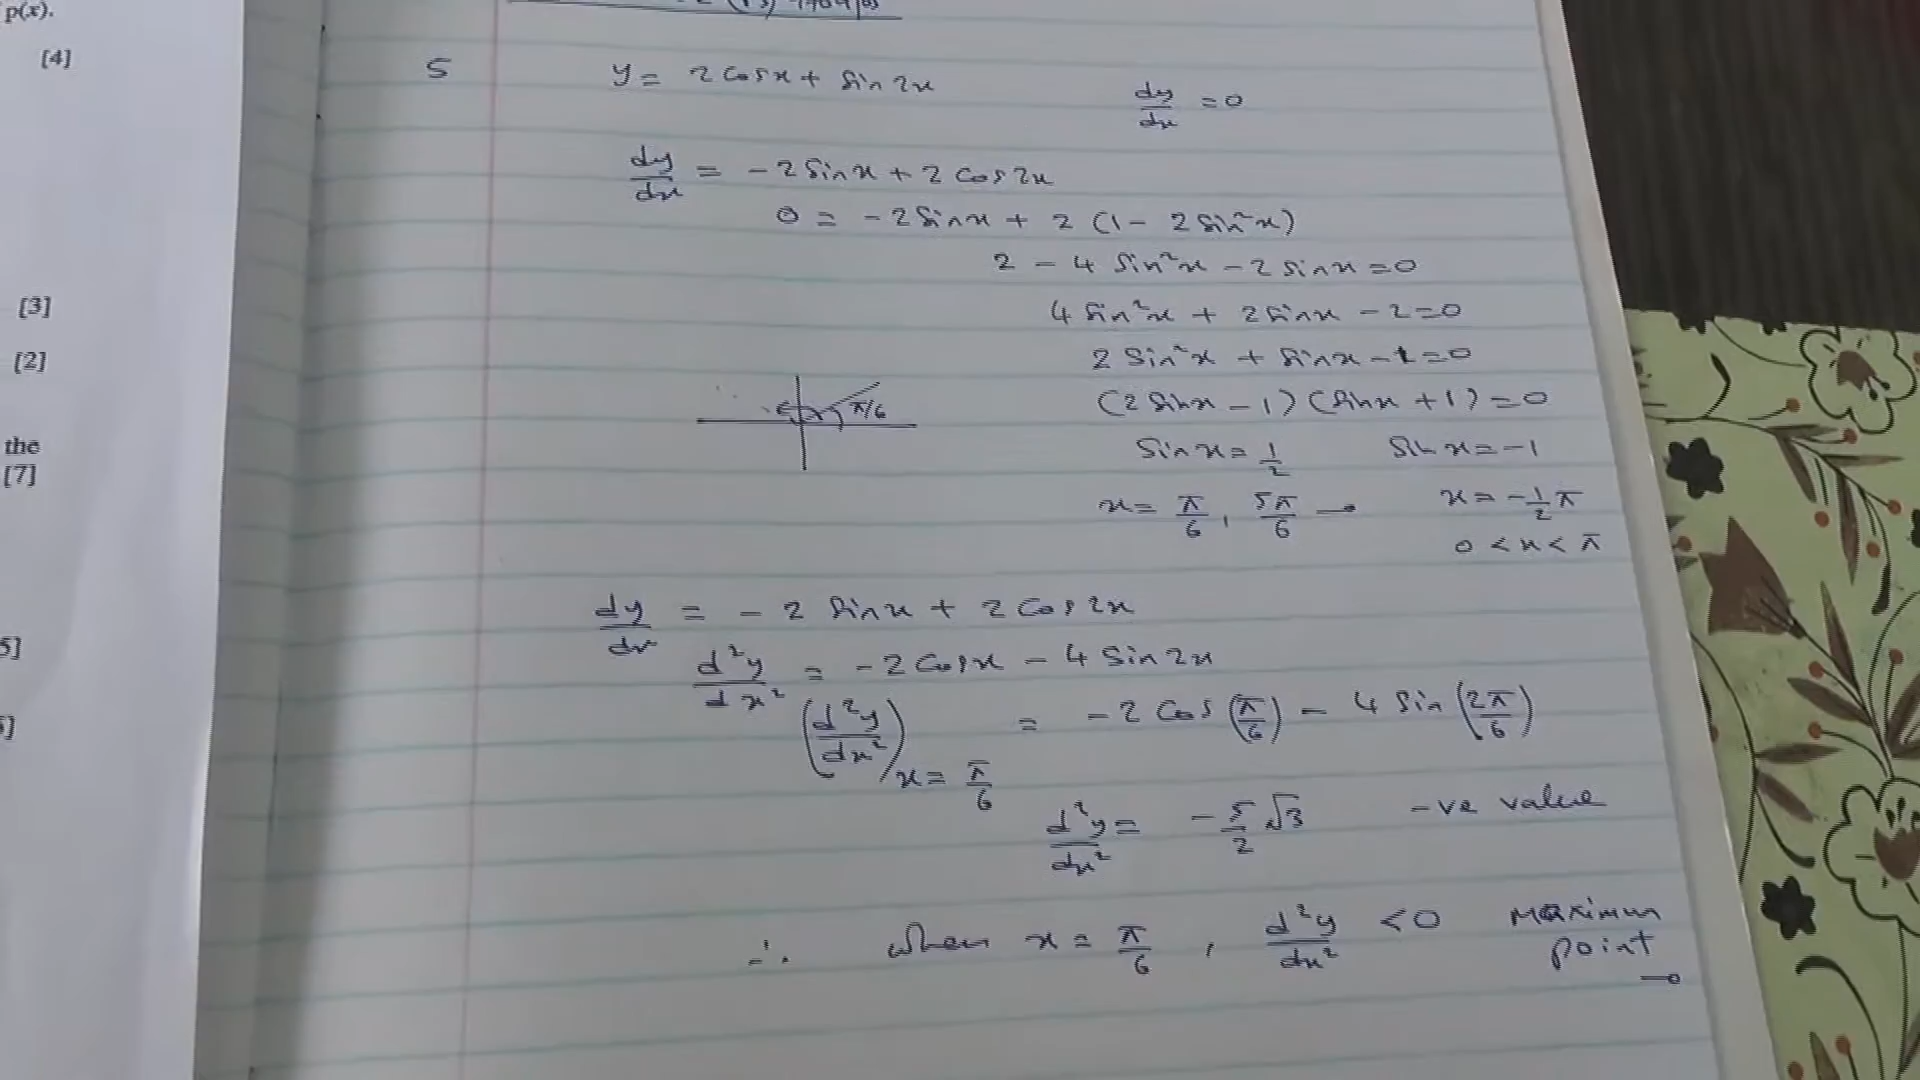 p(x).
[4]
[3]
[2]
the
[7]
5]
5]
5 y = 2 cos x + sin 2x dy/dx = 0
dy/dx = -2 sin x + 2 cos 2x
0 = -2 sin x + 2 (1 - 2 sin²x)
2 - 4 sin²x - 2 sin x = 0
4 sin²x + 2 sin x - 2 = 0
2 sin²x + sin x - 1 = 0
π/6
(2 sin x - 1) (sin x + 1) = 0
sin x = 1/2 sin x = -1
x = π/6, 5π/6 x = -1/2 π
0 < x < π
dy/dx = -2 sin x + 2 cos 2x
d²y/dx² = -2 cos x - 4 sin 2x
(d²y/dx²) x = π/6 = -2 cos (π/6) - 4 sin (2π/6)
d²y/dx² = -5/2 √3 -ve value
∴ when x = π/6, d²y/dx² < 0 Maximum
point